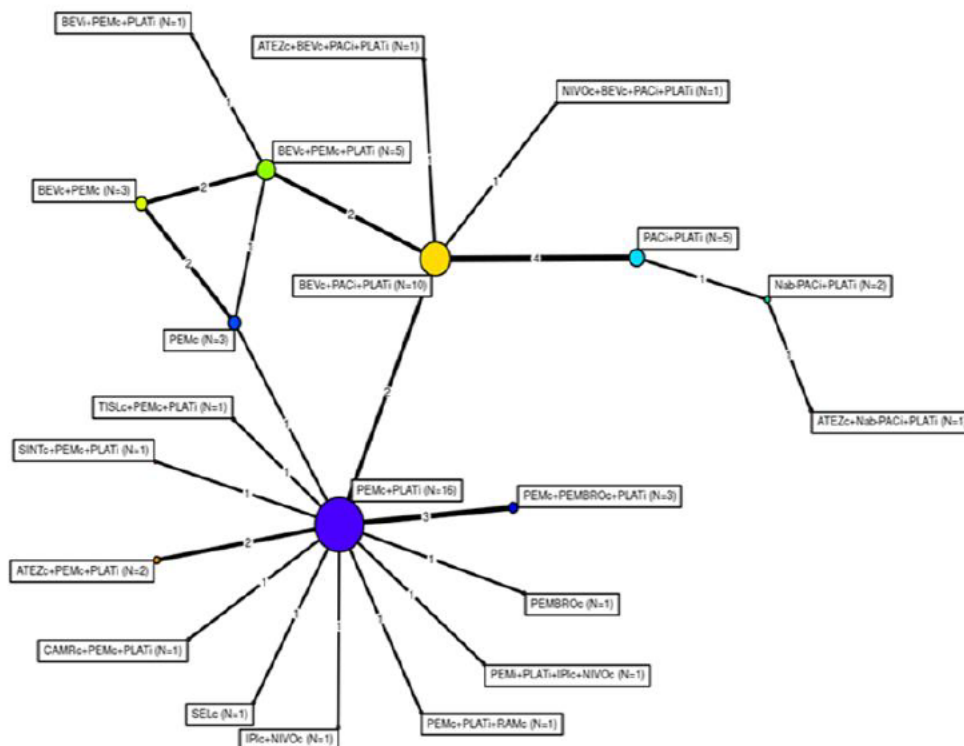 BEVi+PEMc+PLATi (N=1)
ATEZc+BEVc+PACi+PLATi (N=1)
NIVOc+BEVc+PACi+PLATi (N=1)
1
1
1
BEVc+PEMc+PLATi (N=5)
BEVc+PEMc (N=3)
2
2
1
2
PACi+PLATi (N=5)
4
BEVc+PACi+PLATi (N=10)
1
Nab-PACi+PLATi (N=2)
PEMc (N=3)
1
2
TISLc+PEMc+PLATi (N=1)
1
ATEZc+Nab-PACi+PLATi (N=1)
SINTc+PEMc+PLATi (N=1)
1
1
PEMc+PLATi (N=16)
PEMc+PEMBROc+PLATi (N=3)
3
2
ATEZc+PEMc+PLATi (N=2)
1
1
1
PEMBROc (N=1)
1
1
1
CAMRc+PEMc+PLATi (N=1)
PEMi+PLATi+IPIc+NIVOc (N=1)
SELc (N=1)
PEMc+PLATi+RAMc (N=1)
IPIc+NIVOc (N=1)